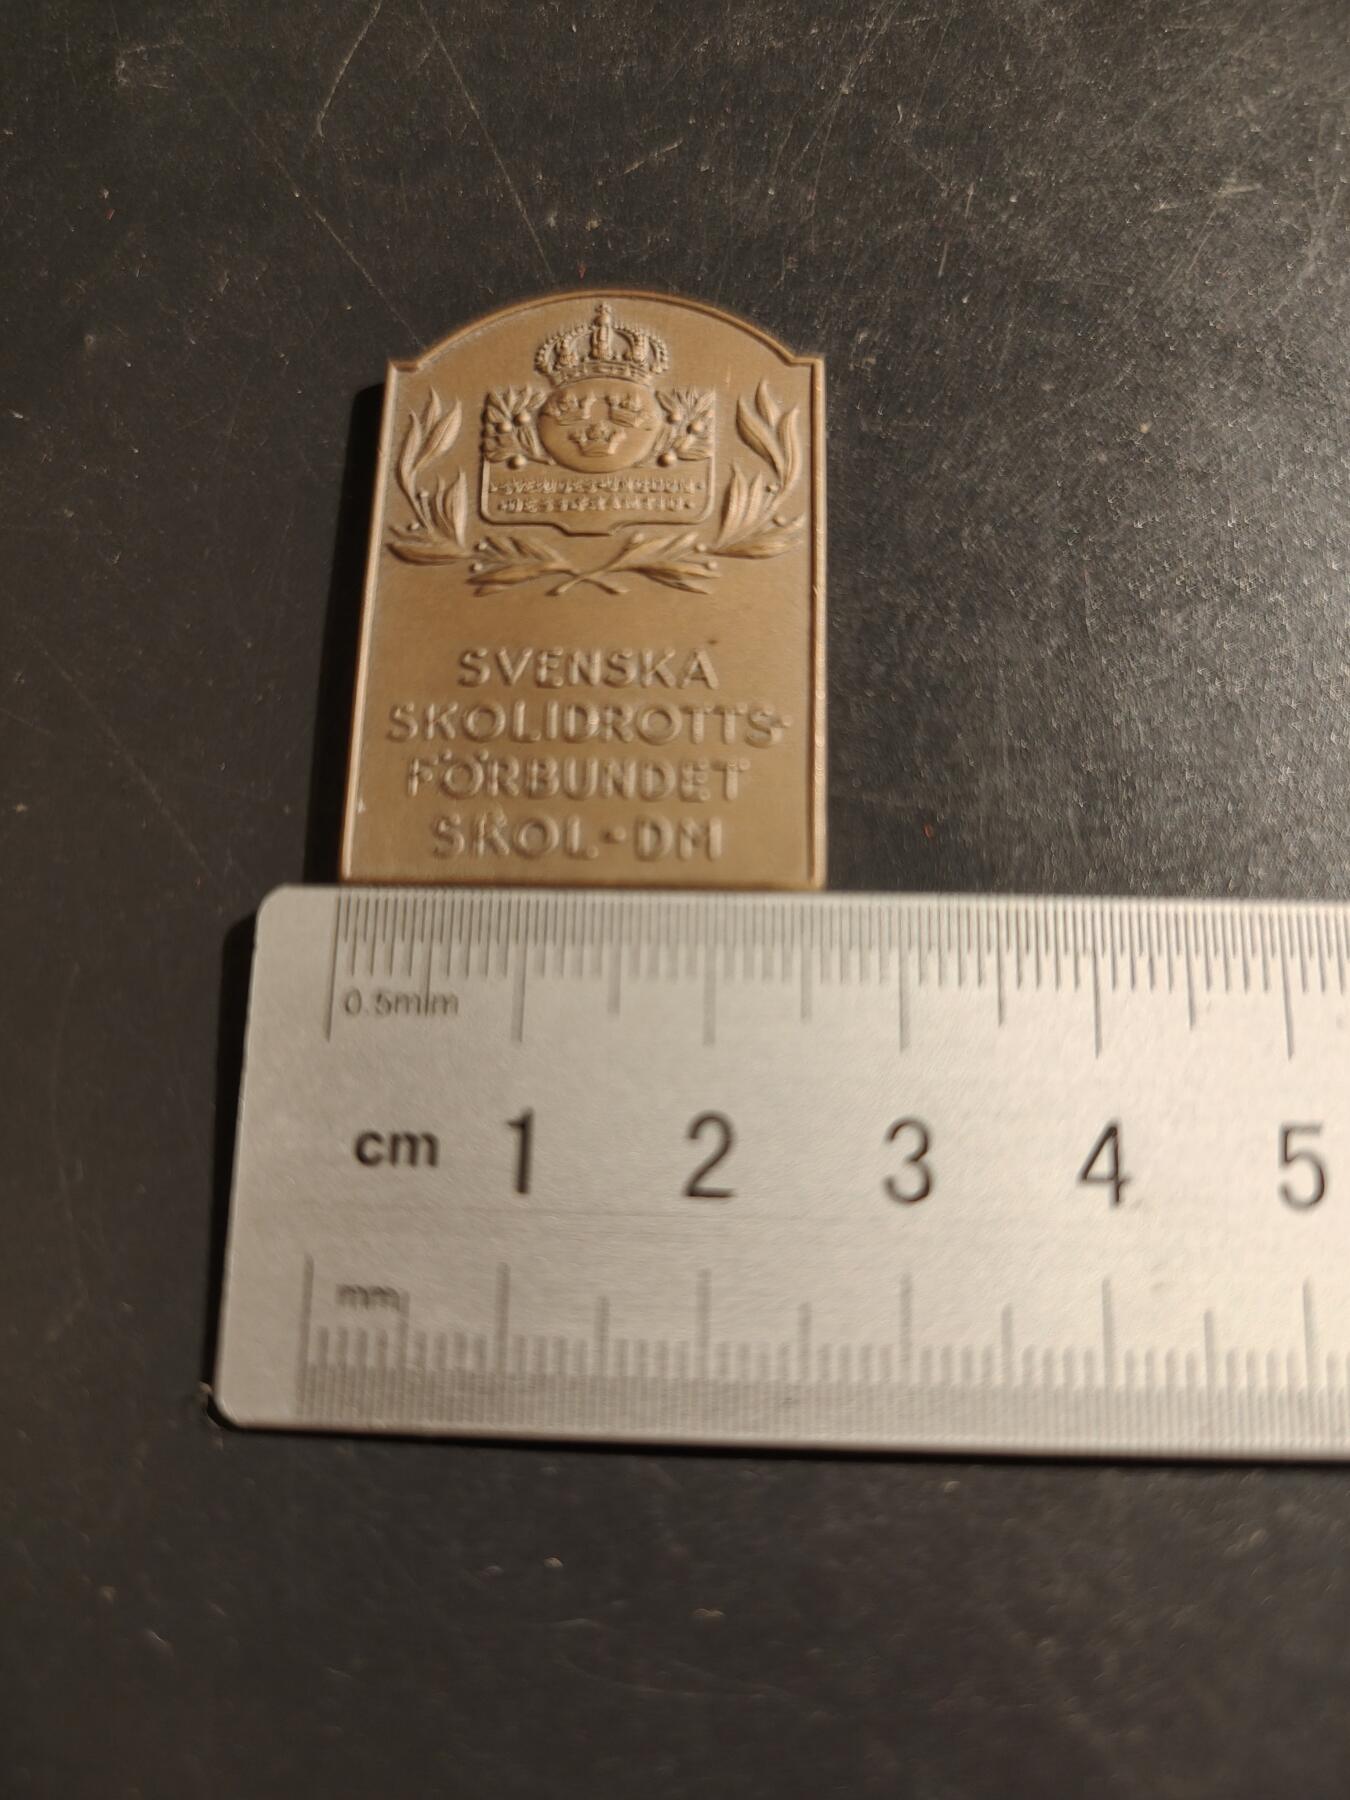 SVENSKA
SKOLIDROTTS-
FÖRBUNDET
SKOL-DM
0.5mm
cm 1 2 3 4 5
mm